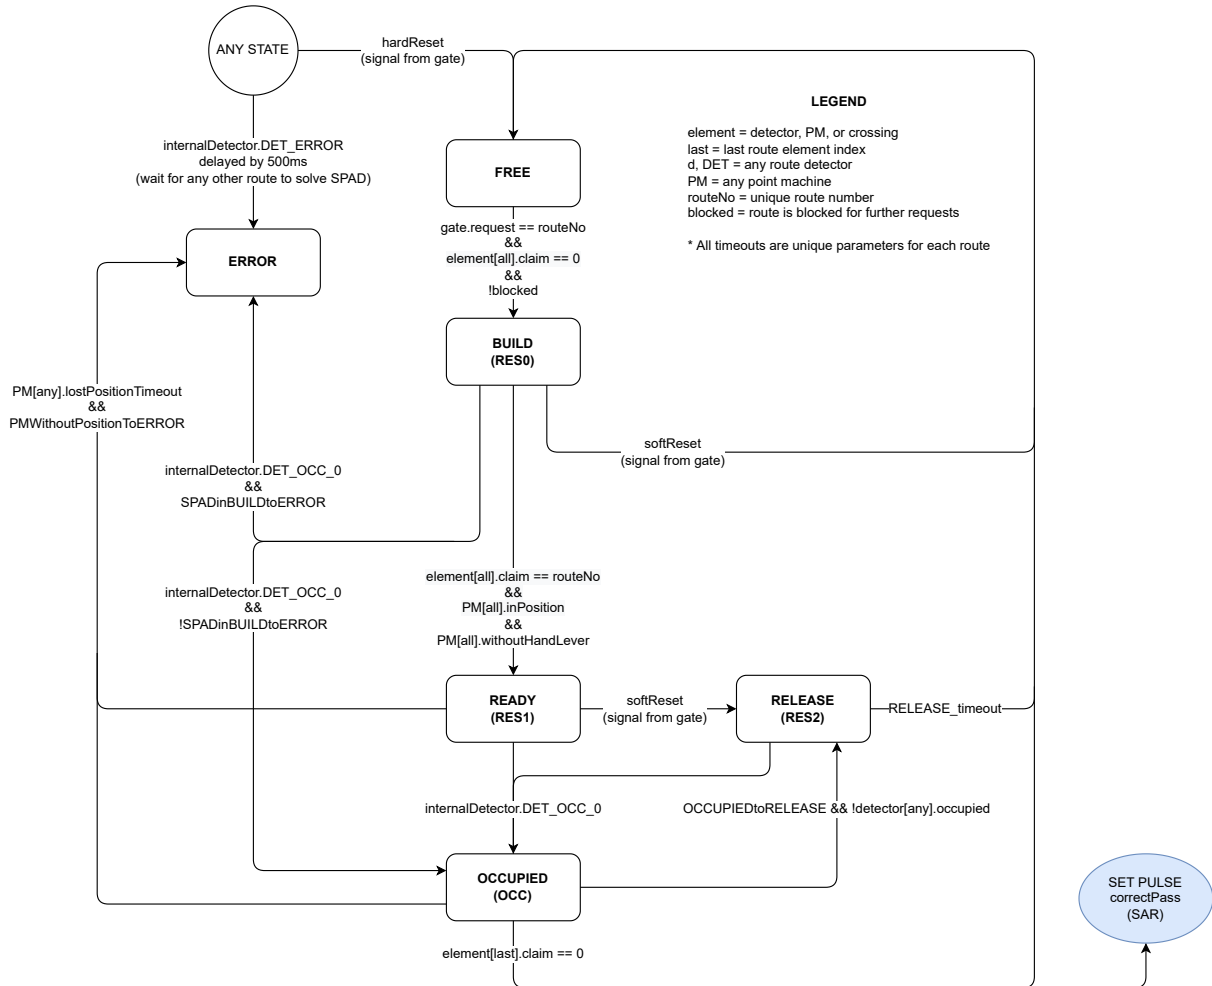 ANY STATE
hardReset
(signal from gate)
LEGEND
element = detector, PM, or crossing
last = last route element index
d, DET = any route detector
PM = any point machine
routeNo = unique route number
blocked = route is blocked for further requests
* All timeouts are unique parameters for each route
internalDetector.DET_ERROR
delayed by 500ms
(wait for any other route to solve SPAD)
FREE
gate.request == routeNo
&&
element[all].claim == 0
&&
!blocked
ERROR
BUILD
(RES0)
PM[any].lostPositionTimeout
&&
PMWithoutPositionToERROR
softReset
(signal from gate)
internalDetector.DET_OCC_0
&&
SPADinBUILDtoERROR
internalDetector.DET_OCC_0
&&
!SPADinBUILDtoERROR
element[all].claim == routeNo
&&
PM[all].inPosition
&&
PM[all].withoutHandLever
READY
(RES1)
softReset
(signal from gate)
RELEASE
(RES2)
RELEASE_timeout
internalDetector.DET_OCC_0
OCCUPIEDtoRELEASE && !detector[any].occupied
OCCUPIED
(OCC)
SET PULSE
correctPass
(SAR)
element[last].claim == 0